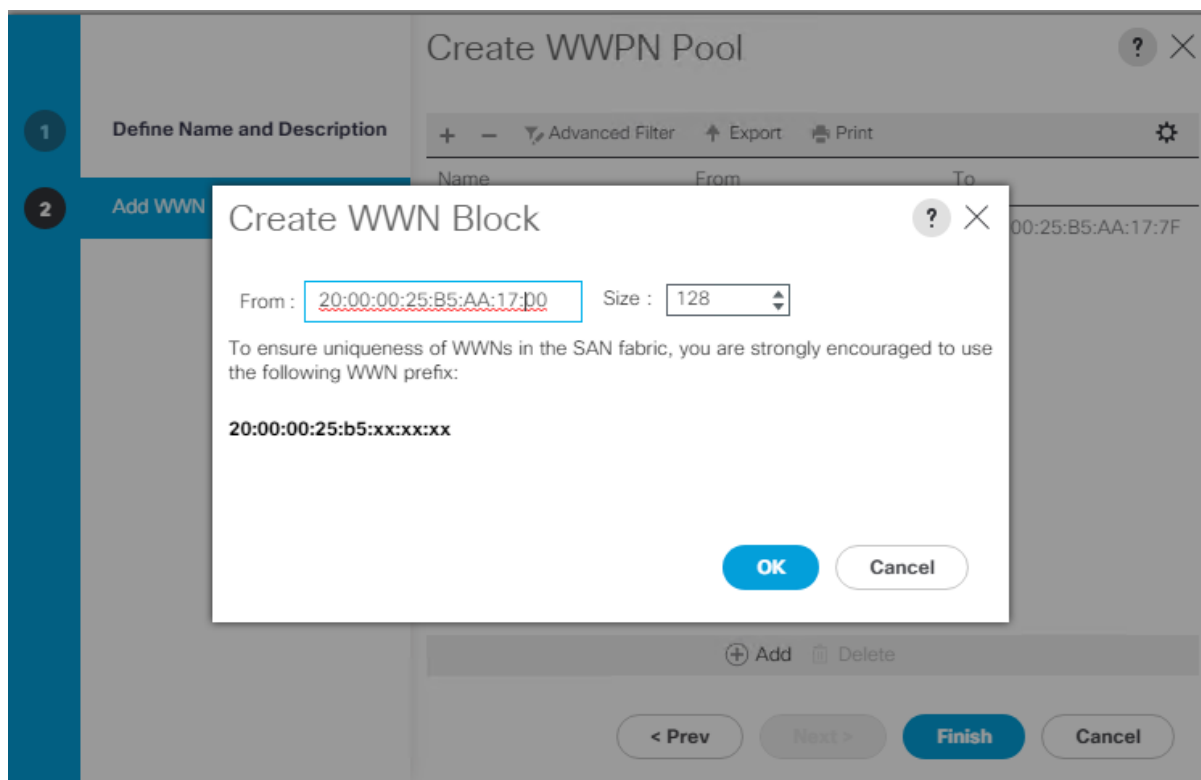 Create WWPN Pool
?
1
Define Name and Description
+ − Advanced Filter Export Print
Name From To
2
Add WWN
00:25:B5:AA:17:7F
Create WWN Block
?
From : 20:00:00:25:B5:AA:17:00 Size : 128
To ensure uniqueness of WWNs in the SAN fabric, you are strongly encouraged to use
the following WWN prefix:
20:00:00:25:b5:xx:xx:xx
OK Cancel
Add Delete
< Prev Next > Finish Cancel